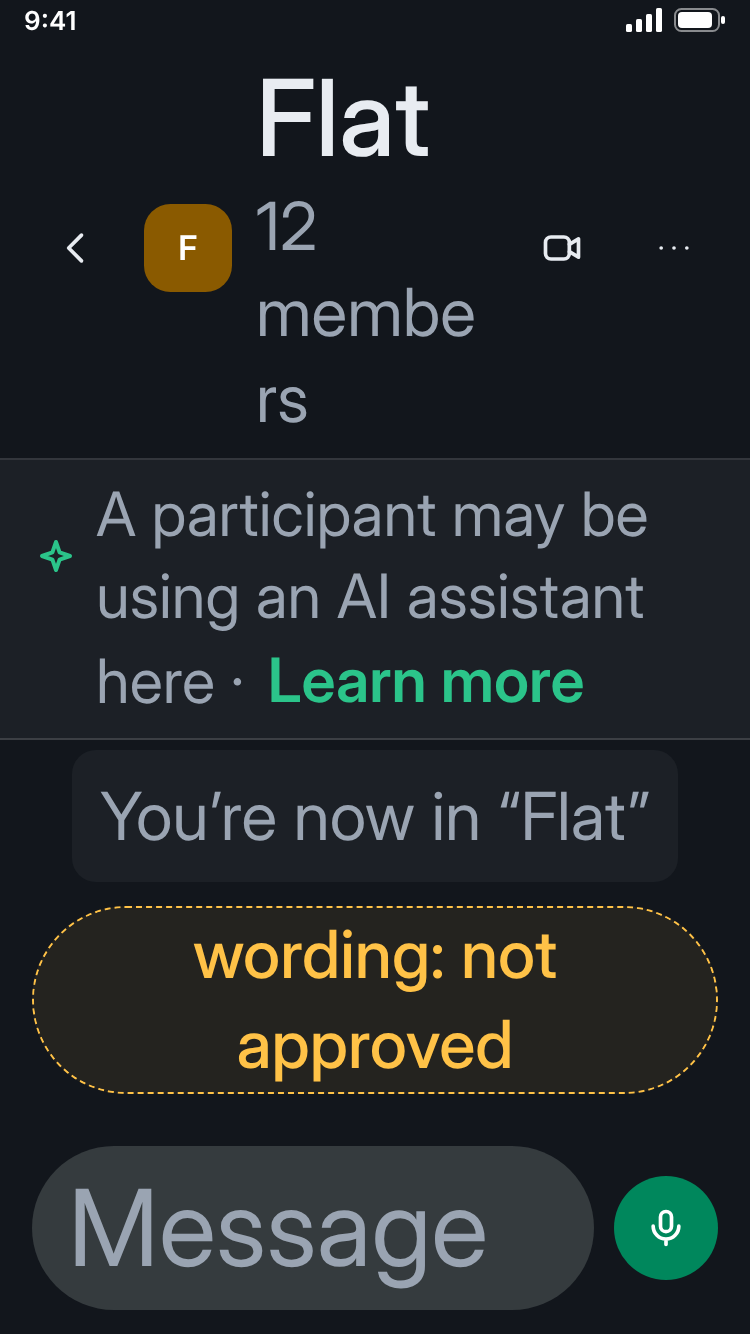 9:41
Flat
F
12
membe
rs
A participant may be
using an AI assistant
here · Learn more
You’re now in “Flat”
wording: not
approved
Message